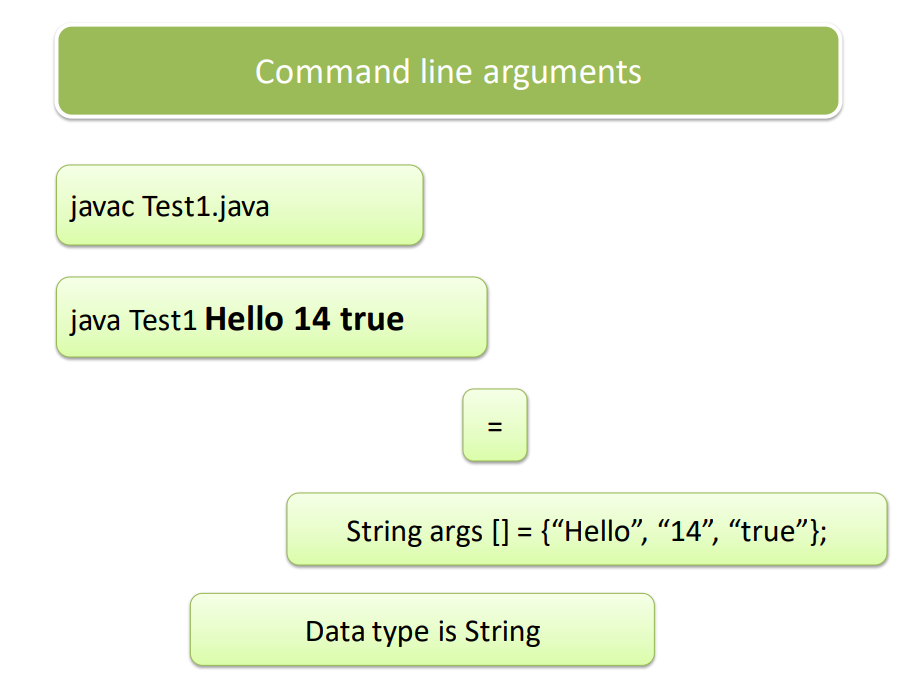 Command line arguments
javac Test1.java
java Test1 Hello 14 true
=
String args [] = {“Hello”, “14”, “true”};
Data type is String